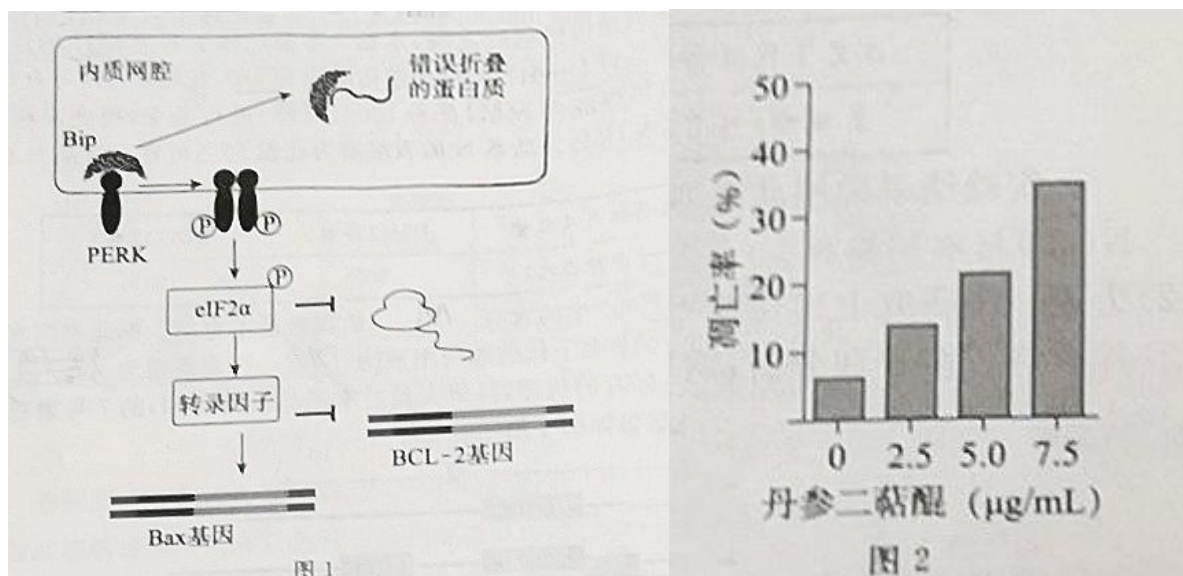 内质网腔
错误折叠
的蛋白质
Bip
PERK
P
P
P
eIF2α
转录因子
BCL-2基因
Bax基因
图 1
凋亡率（%）
50
40
30
20
10
0 2.5 5.0 7.5
丹参二萜醌（μg/mL）
图 2